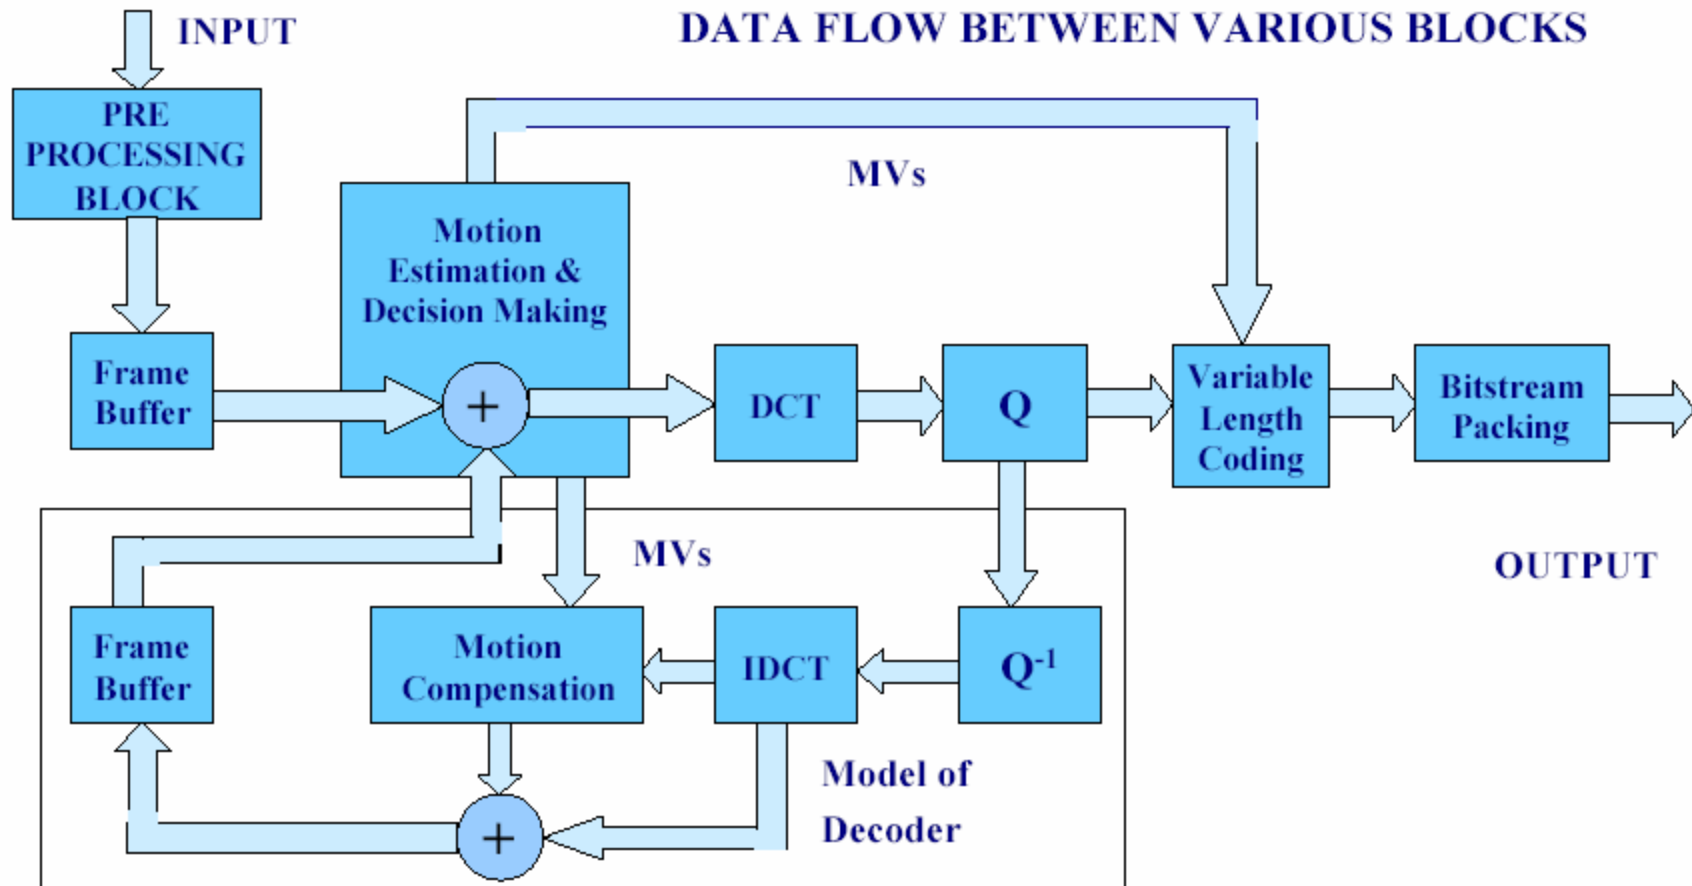 INPUT
DATA FLOW BETWEEN VARIOUS BLOCKS
PRE
PROCESSING
BLOCK
MVs
Motion
Estimation &
Decision Making
Frame
Buffer
+
DCT
Q
Variable
Length
Coding
Bitstream
Packing
MVs
OUTPUT
Frame
Buffer
Motion
Compensation
IDCT
Q-1
Model of
Decoder
+